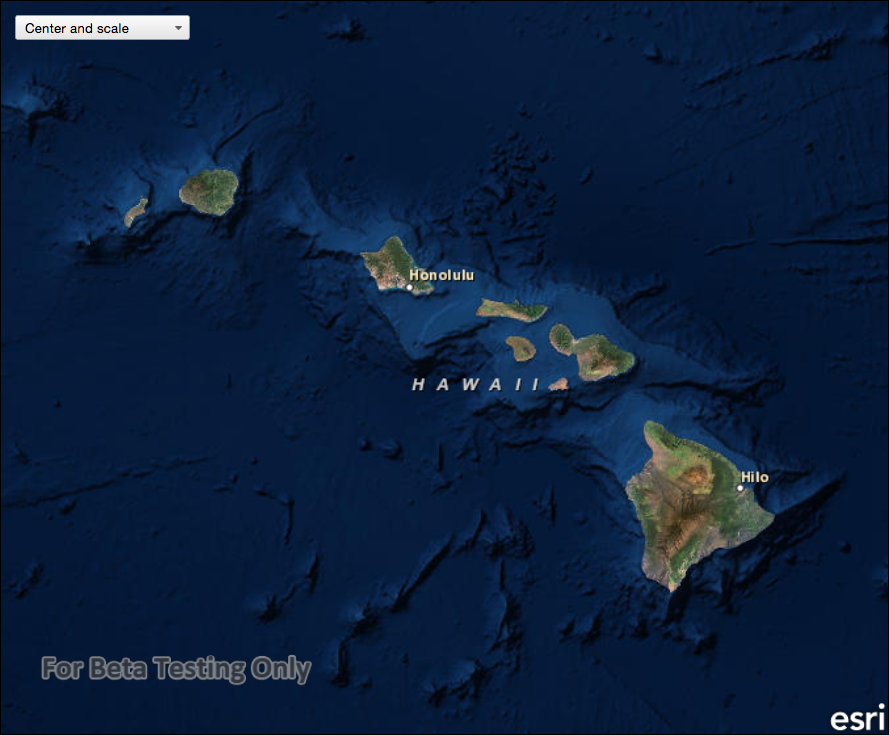 Center and scale
Honolulu
HAWAII
Hilo
For Beta Testing Only
esri